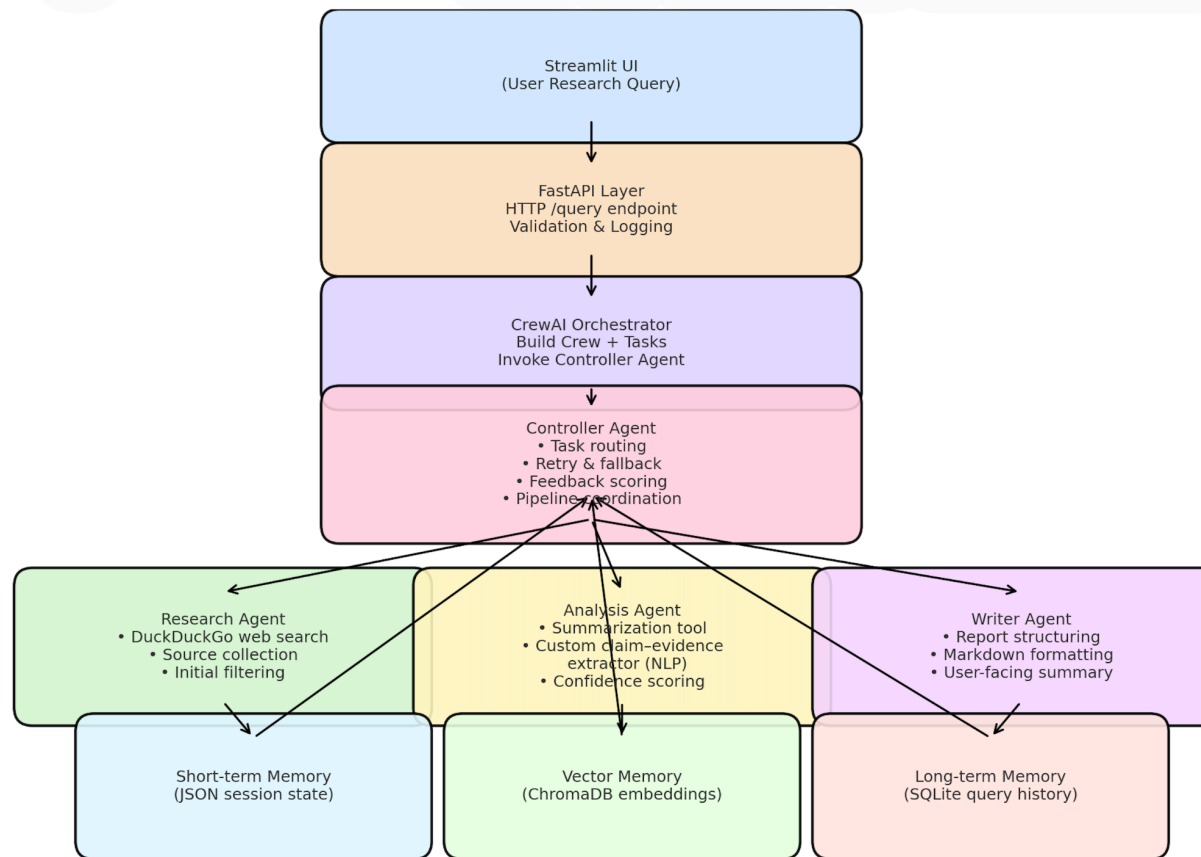 Streamlit UI
(User Research Query)
FastAPI Layer
HTTP /query endpoint
Validation & Logging
CrewAI Orchestrator
Build Crew + Tasks
Invoke Controller Agent
Controller Agent
• Task routing
• Retry & fallback
• Feedback scoring
• Pipeline coordination
Research Agent
• DuckDuckGo web search
• Source collection
• Initial filtering
Analysis Agent
• Summarization tool
• Custom claim–evidence
extractor (NLP)
• Confidence scoring
Writer Agent
• Report structuring
• Markdown formatting
• User-facing summary
Short-term Memory
(JSON session state)
Vector Memory
(ChromaDB embeddings)
Long-term Memory
(SQLite query history)